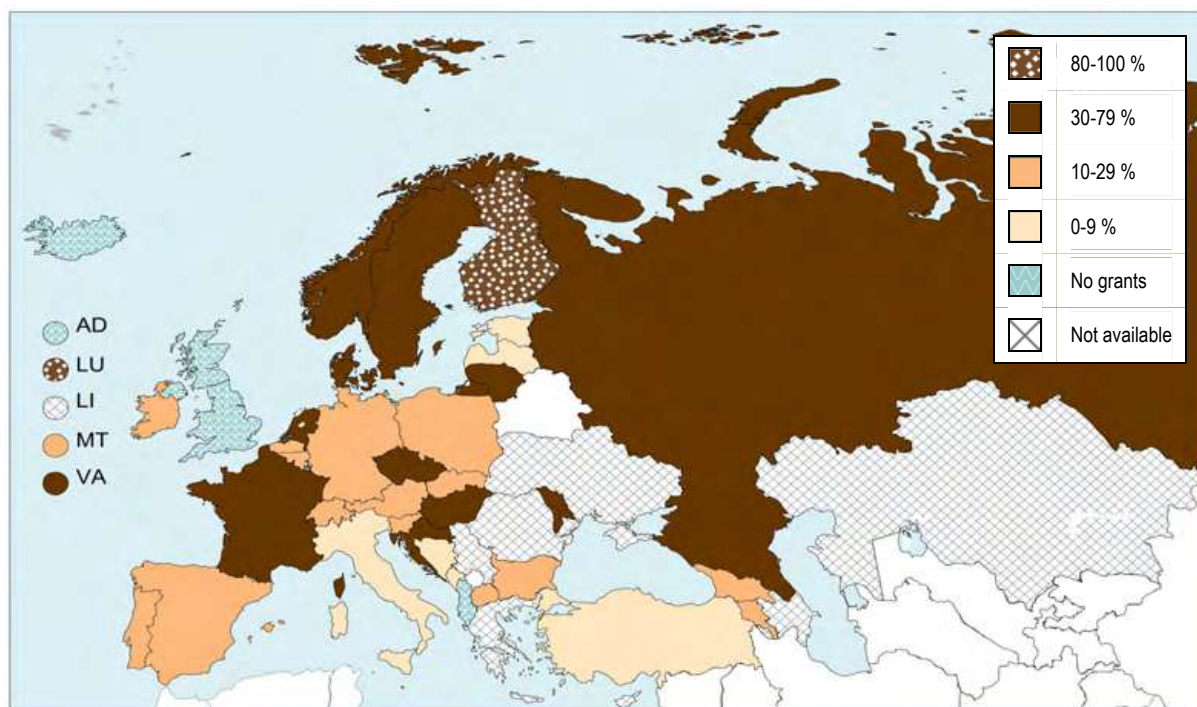 80-100 %
30-79 %
10-29 %
0-9 %
No grants
Not available
AD
LU
LI
MT
VA